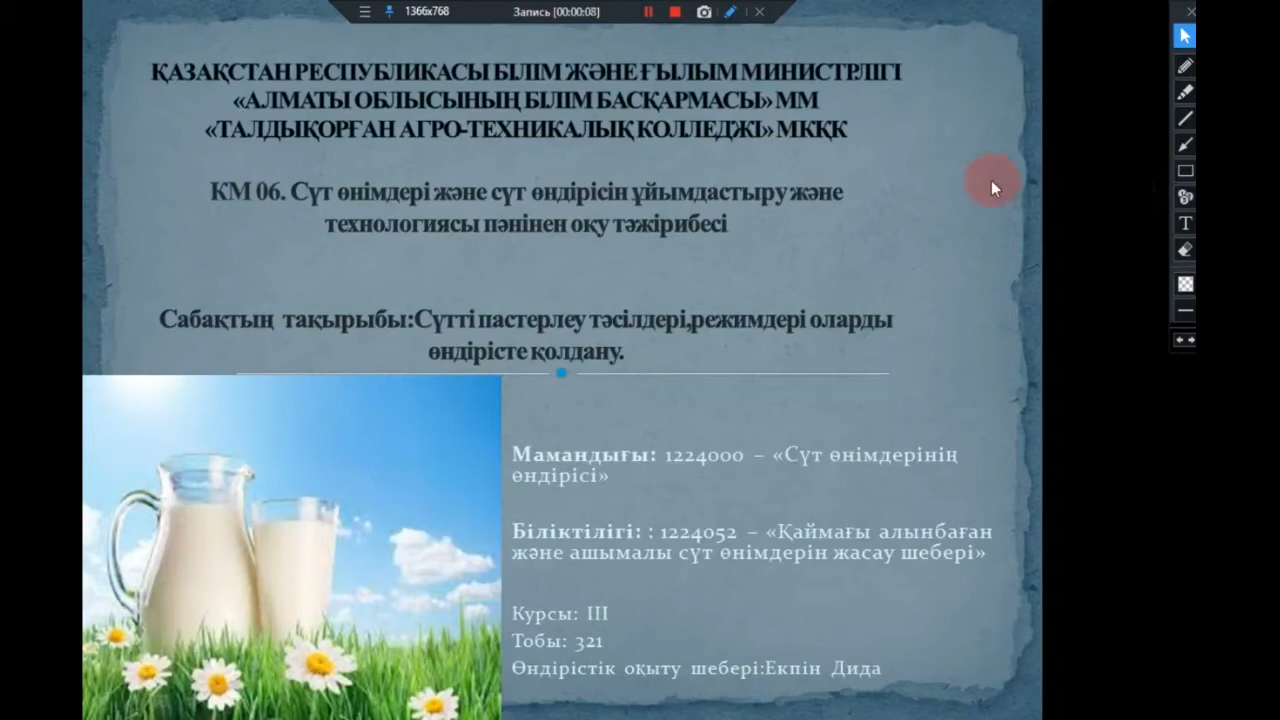 1366x768
Запись [00:00:08]
ҚАЗАҚСТАН РЕСПУБЛИКАСЫ БІЛІМ ЖӘНЕ ҒЫЛЫМ МИНИСТРЛІГІ
«АЛМАТЫ ОБЛЫСЫНЫҢ БІЛІМ БАСҚАРМАСЫ» ММ
«ТАЛДЫҚОРҒАН АГРО-ТЕХНИКАЛЫҚ КОЛЛЕДЖІ» МКҚК
КМ 06. Сүт өнімдері және сүт өндірісін ұйымдастыру және
технологиясы пәнінен оқу тәжірибесі
Сабақтың тақырыбы:Сүтті пастерлеу тәсілдері,режимдері оларды
өндірісте қолдану.
Мамандығы: 1224000 – «Сүт өнімдерінің
өндірісі»
Біліктілігі: : 1224052 – «Қаймағы алынбаған
және ашымалы сүт өнімдерін жасау шебері»
Курсы: III
Тобы: 321
Өндірістік оқыту шебері:Екпін Дида